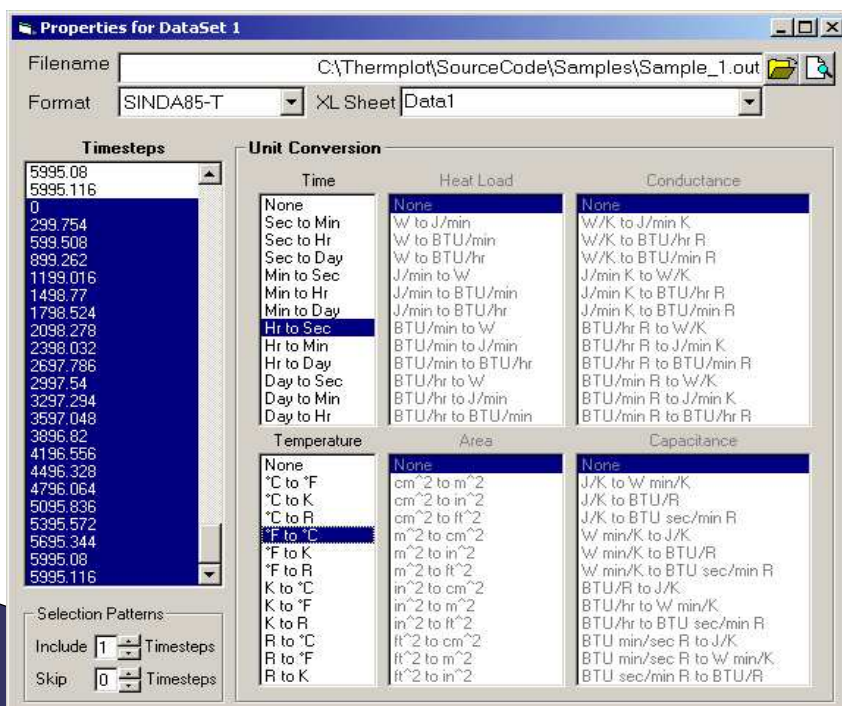 Properties for DataSet 1
Filename C:\Thermplot\SourceCode\Samples\Sample_1.out
Format SINDA85-T XL Sheet Data1
Timesteps
5995.08
5995.116
0
299.754
599.508
899.262
1199.016
1498.77
1798.524
2098.278
2398.032
2697.786
2997.54
3297.294
3597.048
3896.82
4196.556
4496.328
4796.064
5095.836
5395.572
5695.344
5995.08
5995.116
Selection Patterns
Include 1 Timesteps
Skip 0 Timesteps
Unit Conversion
Time
None
Sec to Min
Sec to Hr
Sec to Day
Min to Sec
Min to Hr
Min to Day
Hr to Sec
Hr to Min
Hr to Day
Day to Sec
Day to Min
Day to Hr
Heat Load
None
W to J/min
W to BTU/min
W to BTU/hr
J/min to W
J/min to BTU/min
J/min to BTU/hr
BTU/min to W
BTU/min to J/min
BTU/min to BTU/hr
BTU/hr to W
BTU/hr to J/min
BTU/hr to BTU/min
Conductance
None
W/K to J/min K
W/K to BTU/hr R
W/K to BTU/min R
J/min K to W/K
J/min K to BTU/hr R
J/min K to BTU/min R
BTU/hr R to W/K
BTU/hr R to J/min K
BTU/hr R to BTU/min R
BTU/min R to W/K
BTU/min R to J/min K
BTU/min R to BTU/hr R
Temperature
None
°C to °F
°C to K
°C to R
°F to °C
°F to K
°F to R
K to °C
K to °F
K to R
R to °C
R to °F
R to K
Area
None
cm^2 to m^2
cm^2 to in^2
cm^2 to ft^2
m^2 to cm^2
m^2 to in^2
m^2 to ft^2
in^2 to cm^2
in^2 to m^2
in^2 to ft^2
ft^2 to cm^2
ft^2 to m^2
ft^2 to in^2
Capacitance
None
J/K to W min/K
J/K to BTU/R
J/K to BTU sec/min R
W min/K to J/K
W min/K to BTU/R
W min/K to BTU sec/min R
BTU/R to J/K
BTU/hr to W min/K
BTU/hr to BTU sec/min R
BTU min/sec R to J/K
BTU min/sec R to W min/K
BTU sec/min R to BTU/R